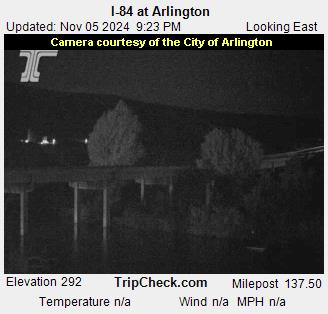 I-84 at Arlington
Updated: Nov 05 2024 9:23 PM Looking East
Camera courtesy of the City of Arlington
Elevation 292 TripCheck.com Milepost 137.50
Temperature n/a Wind n/a MPH n/a